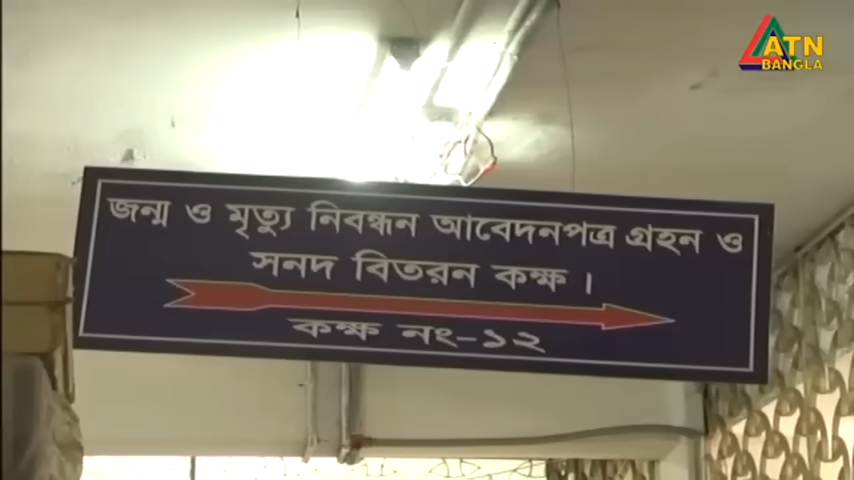 ATN
BANGLA
জন্ম ও মৃত্যু নিবন্ধন আবেদনপত্র গ্রহন ও
সনদ বিতরন কক্ষ।
কক্ষ নং-১২